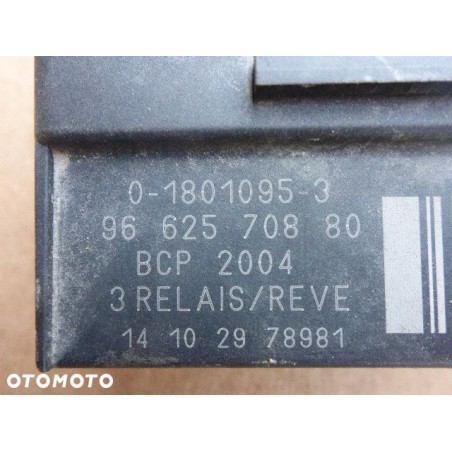 0-1801095-3
96 625 708 80
BCP 2004
3 RELAIS/REVE
14 10 29 78981
OTOMOTO